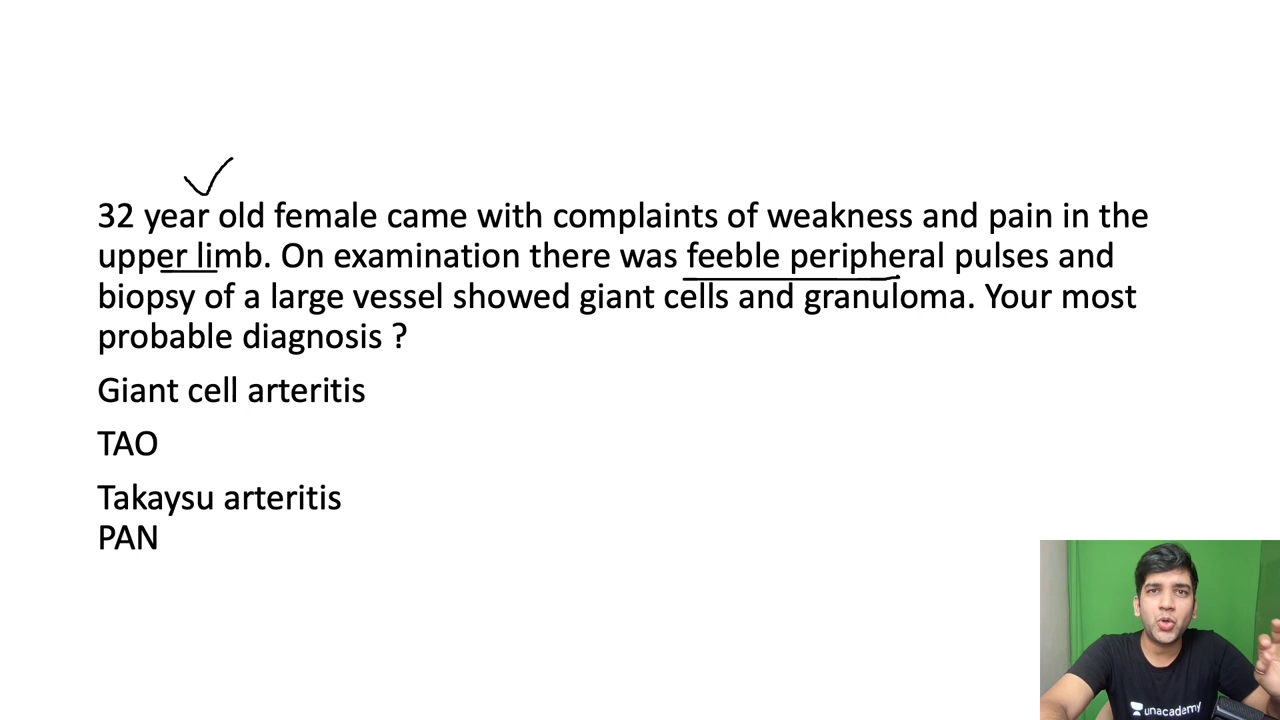 32 year old female came with complaints of weakness and pain in the
upper limb. On examination there was feeble peripheral pulses and
biopsy of a large vessel showed giant cells and granuloma. Your most
probable diagnosis ?
Giant cell arteritis
TAO
Takaysu arteritis
PAN
unacademy